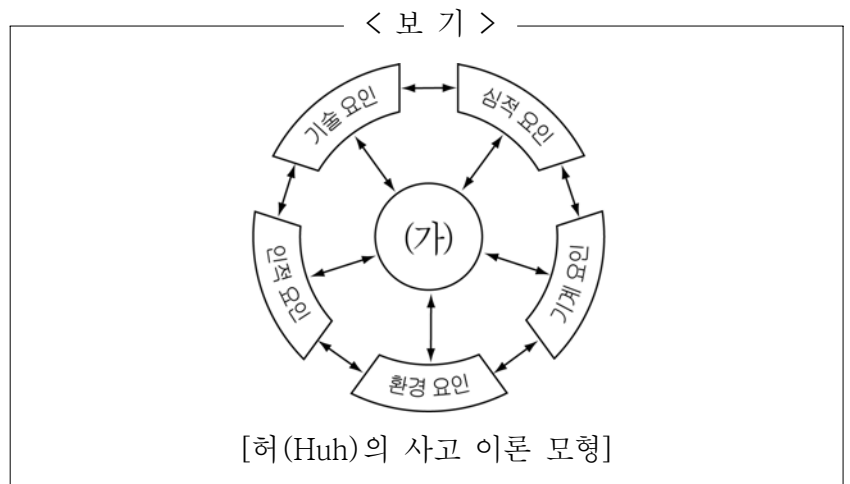 < 보 기 >
기술 요인
심적 요인
(가)
인적 요인
기계 요인
환경 요인
[허(Huh)의 사고 이론 모형]